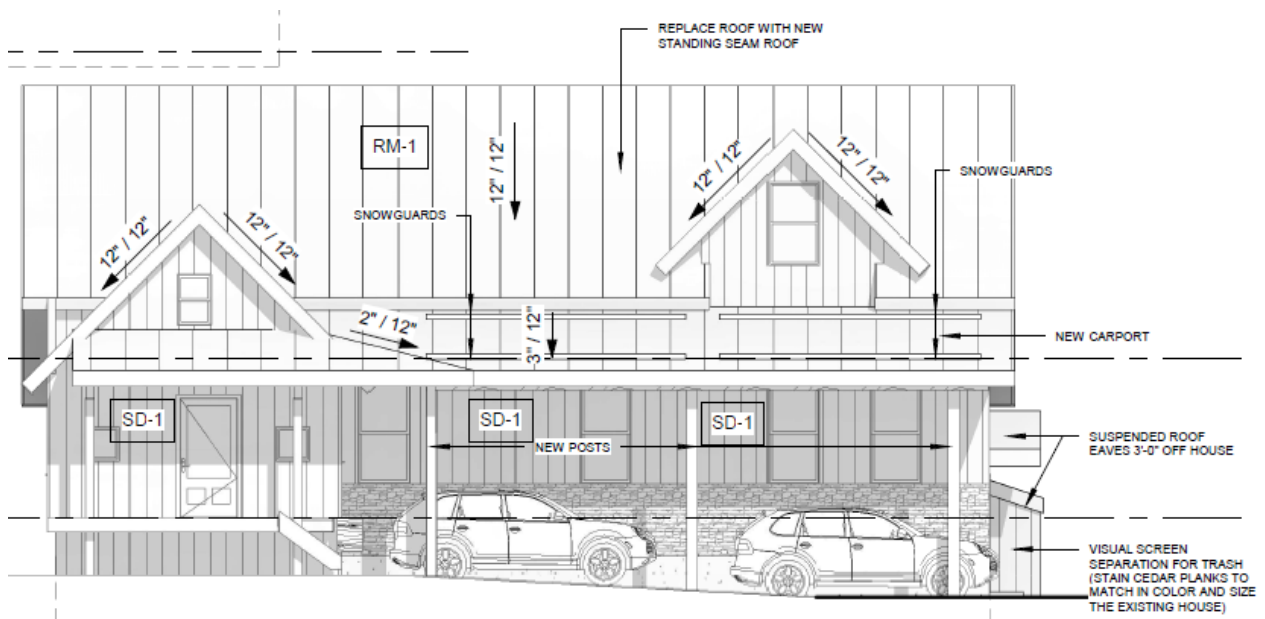 REPLACE ROOF WITH NEW
STANDING SEAM ROOF
RM-1
12" / 12"
12" / 12"
12" / 12"
SNOWGUARDS
SNOWGUARDS
12" / 12"
12" / 12"
2" / 12"
3" / 12"
NEW CARPORT
SD-1
SD-1
SD-1
NEW POSTS
SUSPENDED ROOF
EAVES 3'-0" OFF HOUSE
VISUAL SCREEN
SEPARATION FOR TRASH
(STAIN CEDAR PLANKS TO
MATCH IN COLOR AND SIZE
THE EXISTING HOUSE)